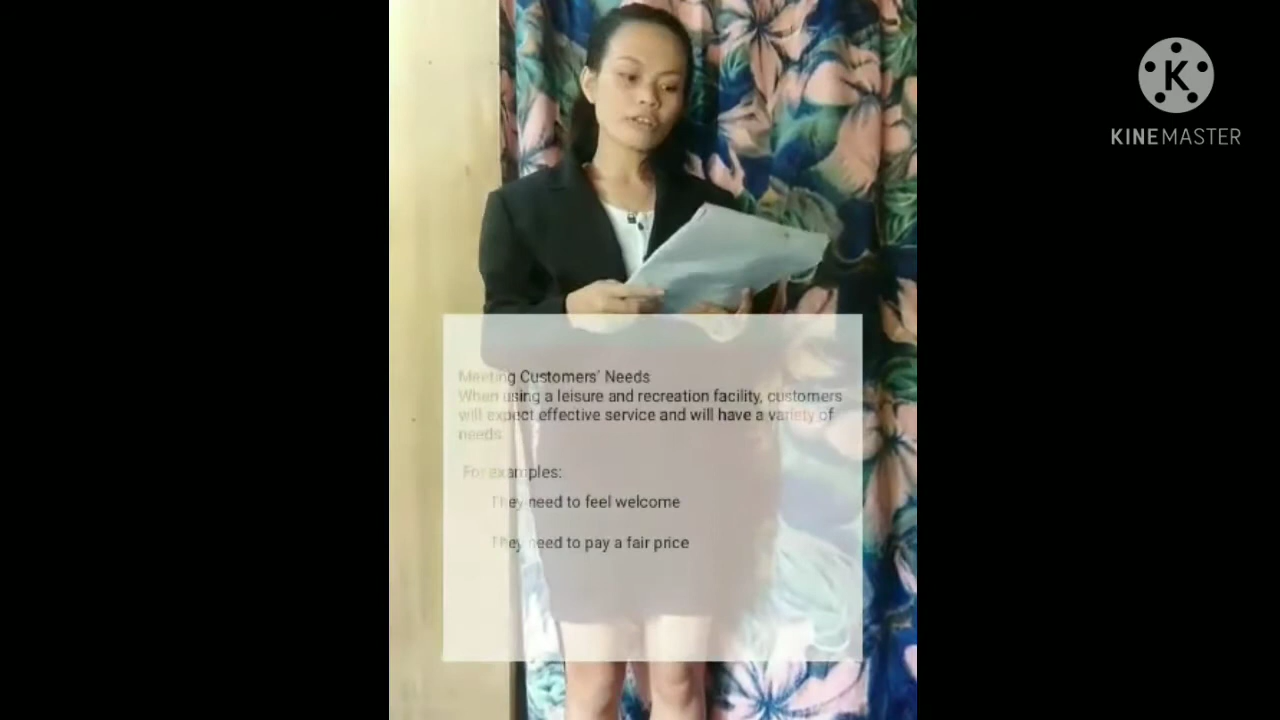 KINEMASTER
Meeting Customers' Needs
When using a leisure and recreation facility, customers
will expect effective service and will have a variety of
needs
For examples:
They need to feel welcome
They need to pay a fair price